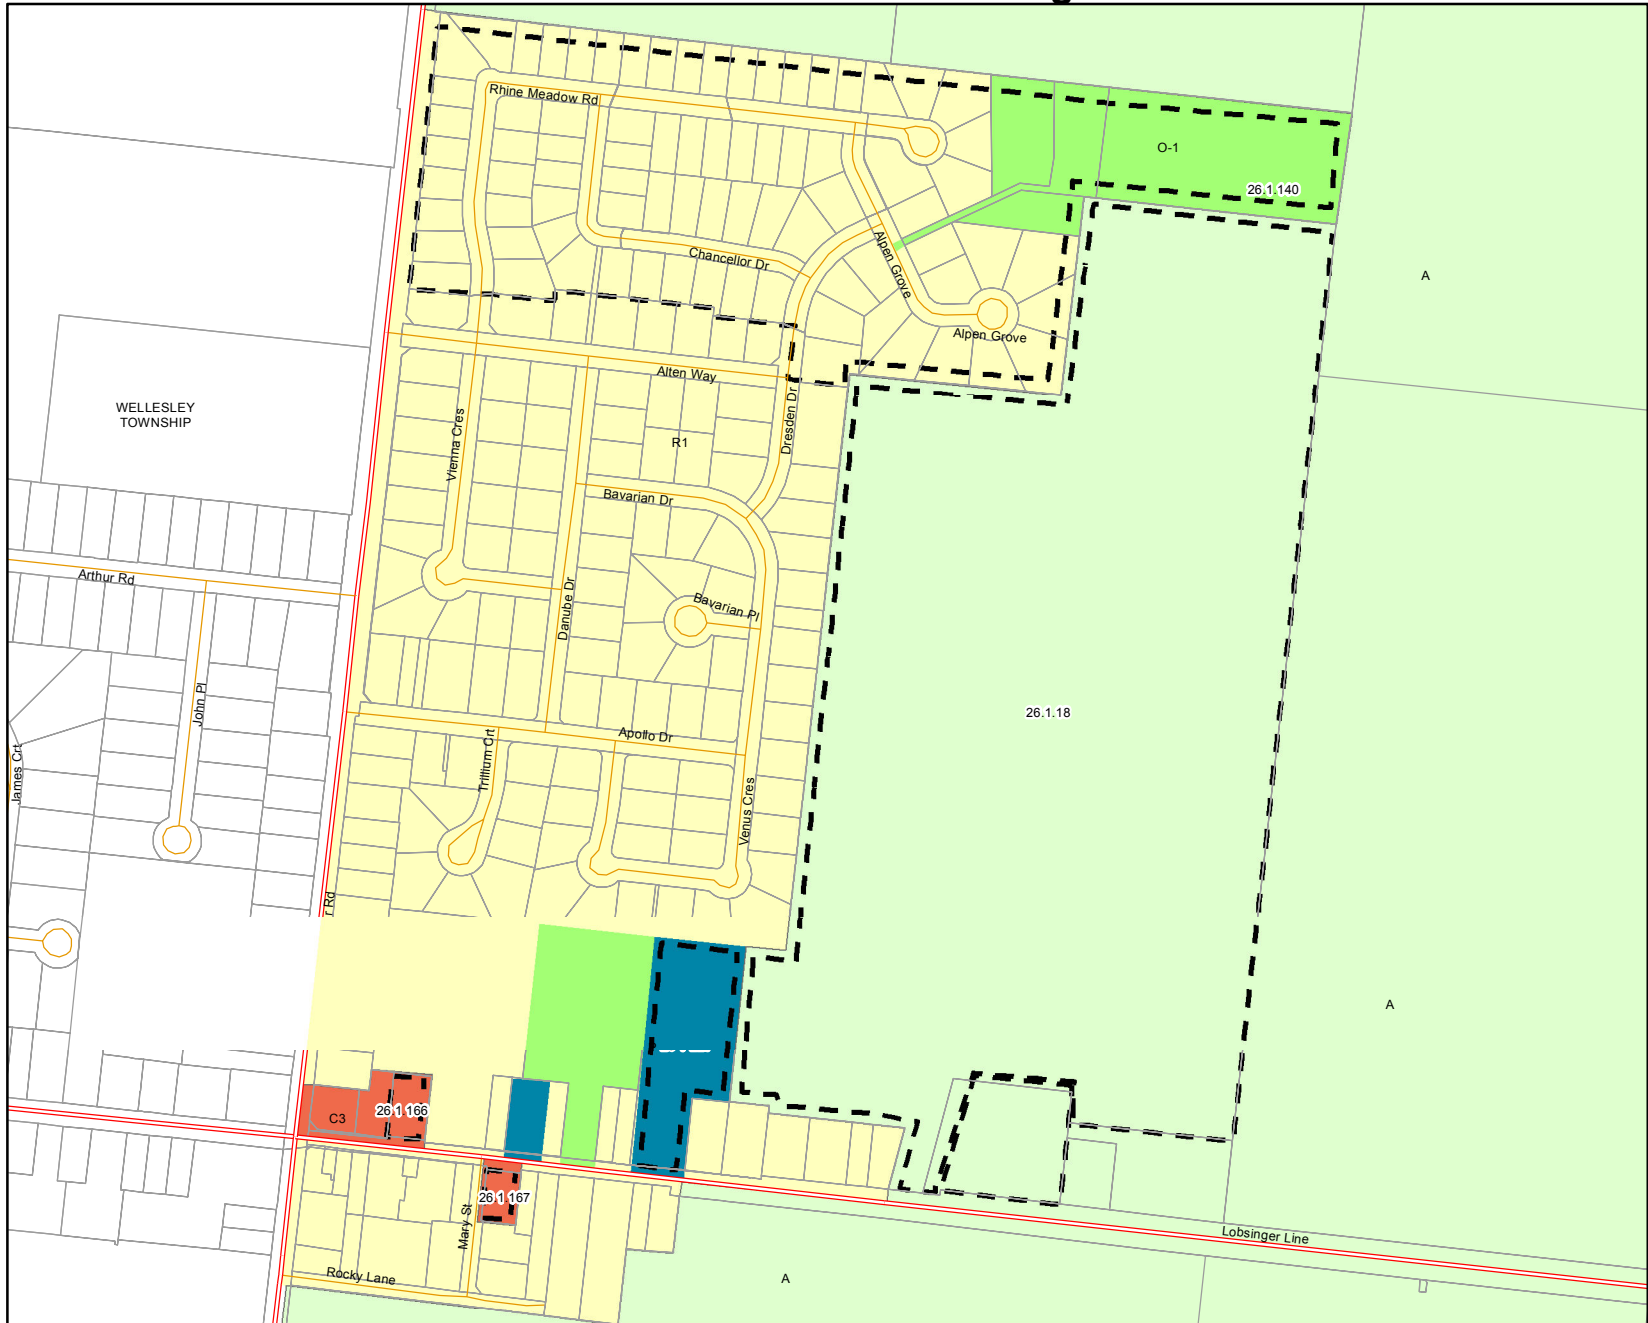 Rhine Meadow Rd
O-1
26.1.140
Chancellor Dr
Alpen Grove
A
Alpen Grove
Alten Way
WELLESLEY
TOWNSHIP
Dresden Dr
Vienna Cres
R1
Bavarian Dr
Arthur Rd
Danube Dr
Bavarian Pl
John Pl
26.1.18
Apollo Dr
Trillium Crt
James Crt
Venus Cres
r Rd
A
C3
26.1.166
26.1.167
Mary St
Lobsinger Line
Rocky Lane
A